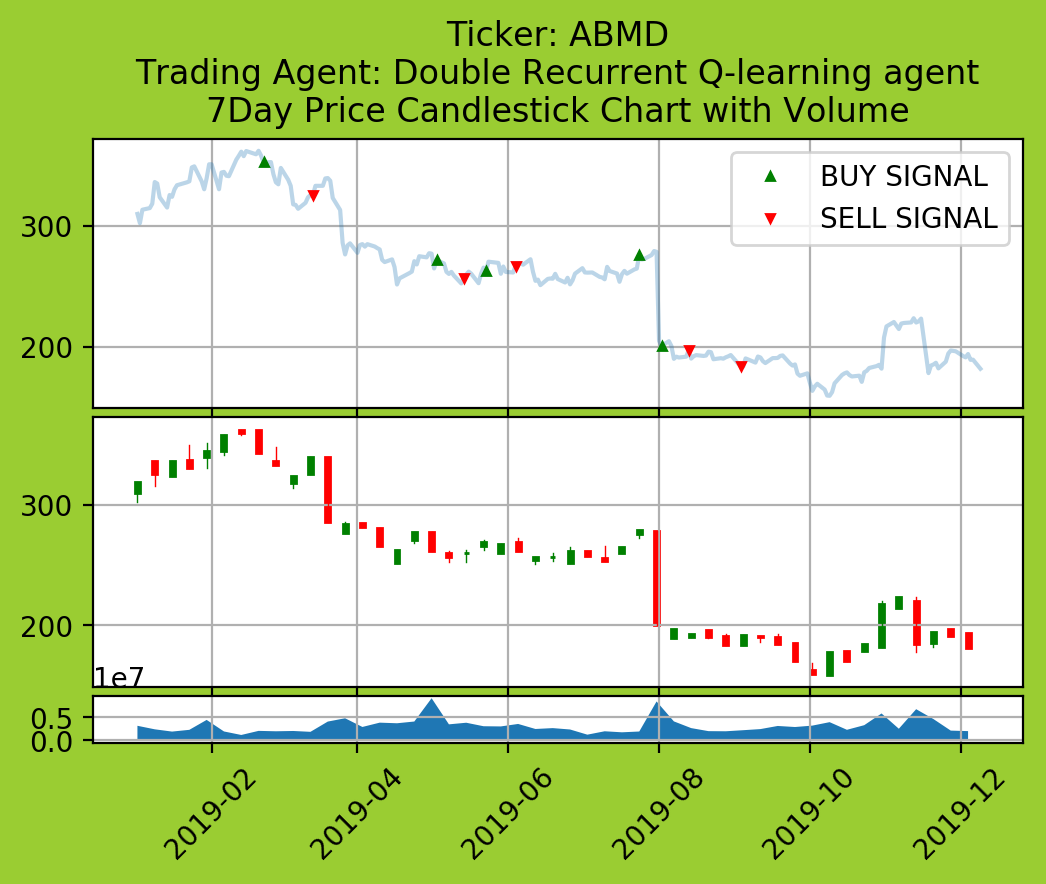 Ticker: ABMD
Trading Agent: Double Recurrent Q-learning agent
7Day Price Candlestick Chart with Volume
BUY SIGNAL
SELL SIGNAL
300
200
300
200
1e7
0.5
0.0
2019-02
2019-04
2019-06
2019-08
2019-10
2019-12